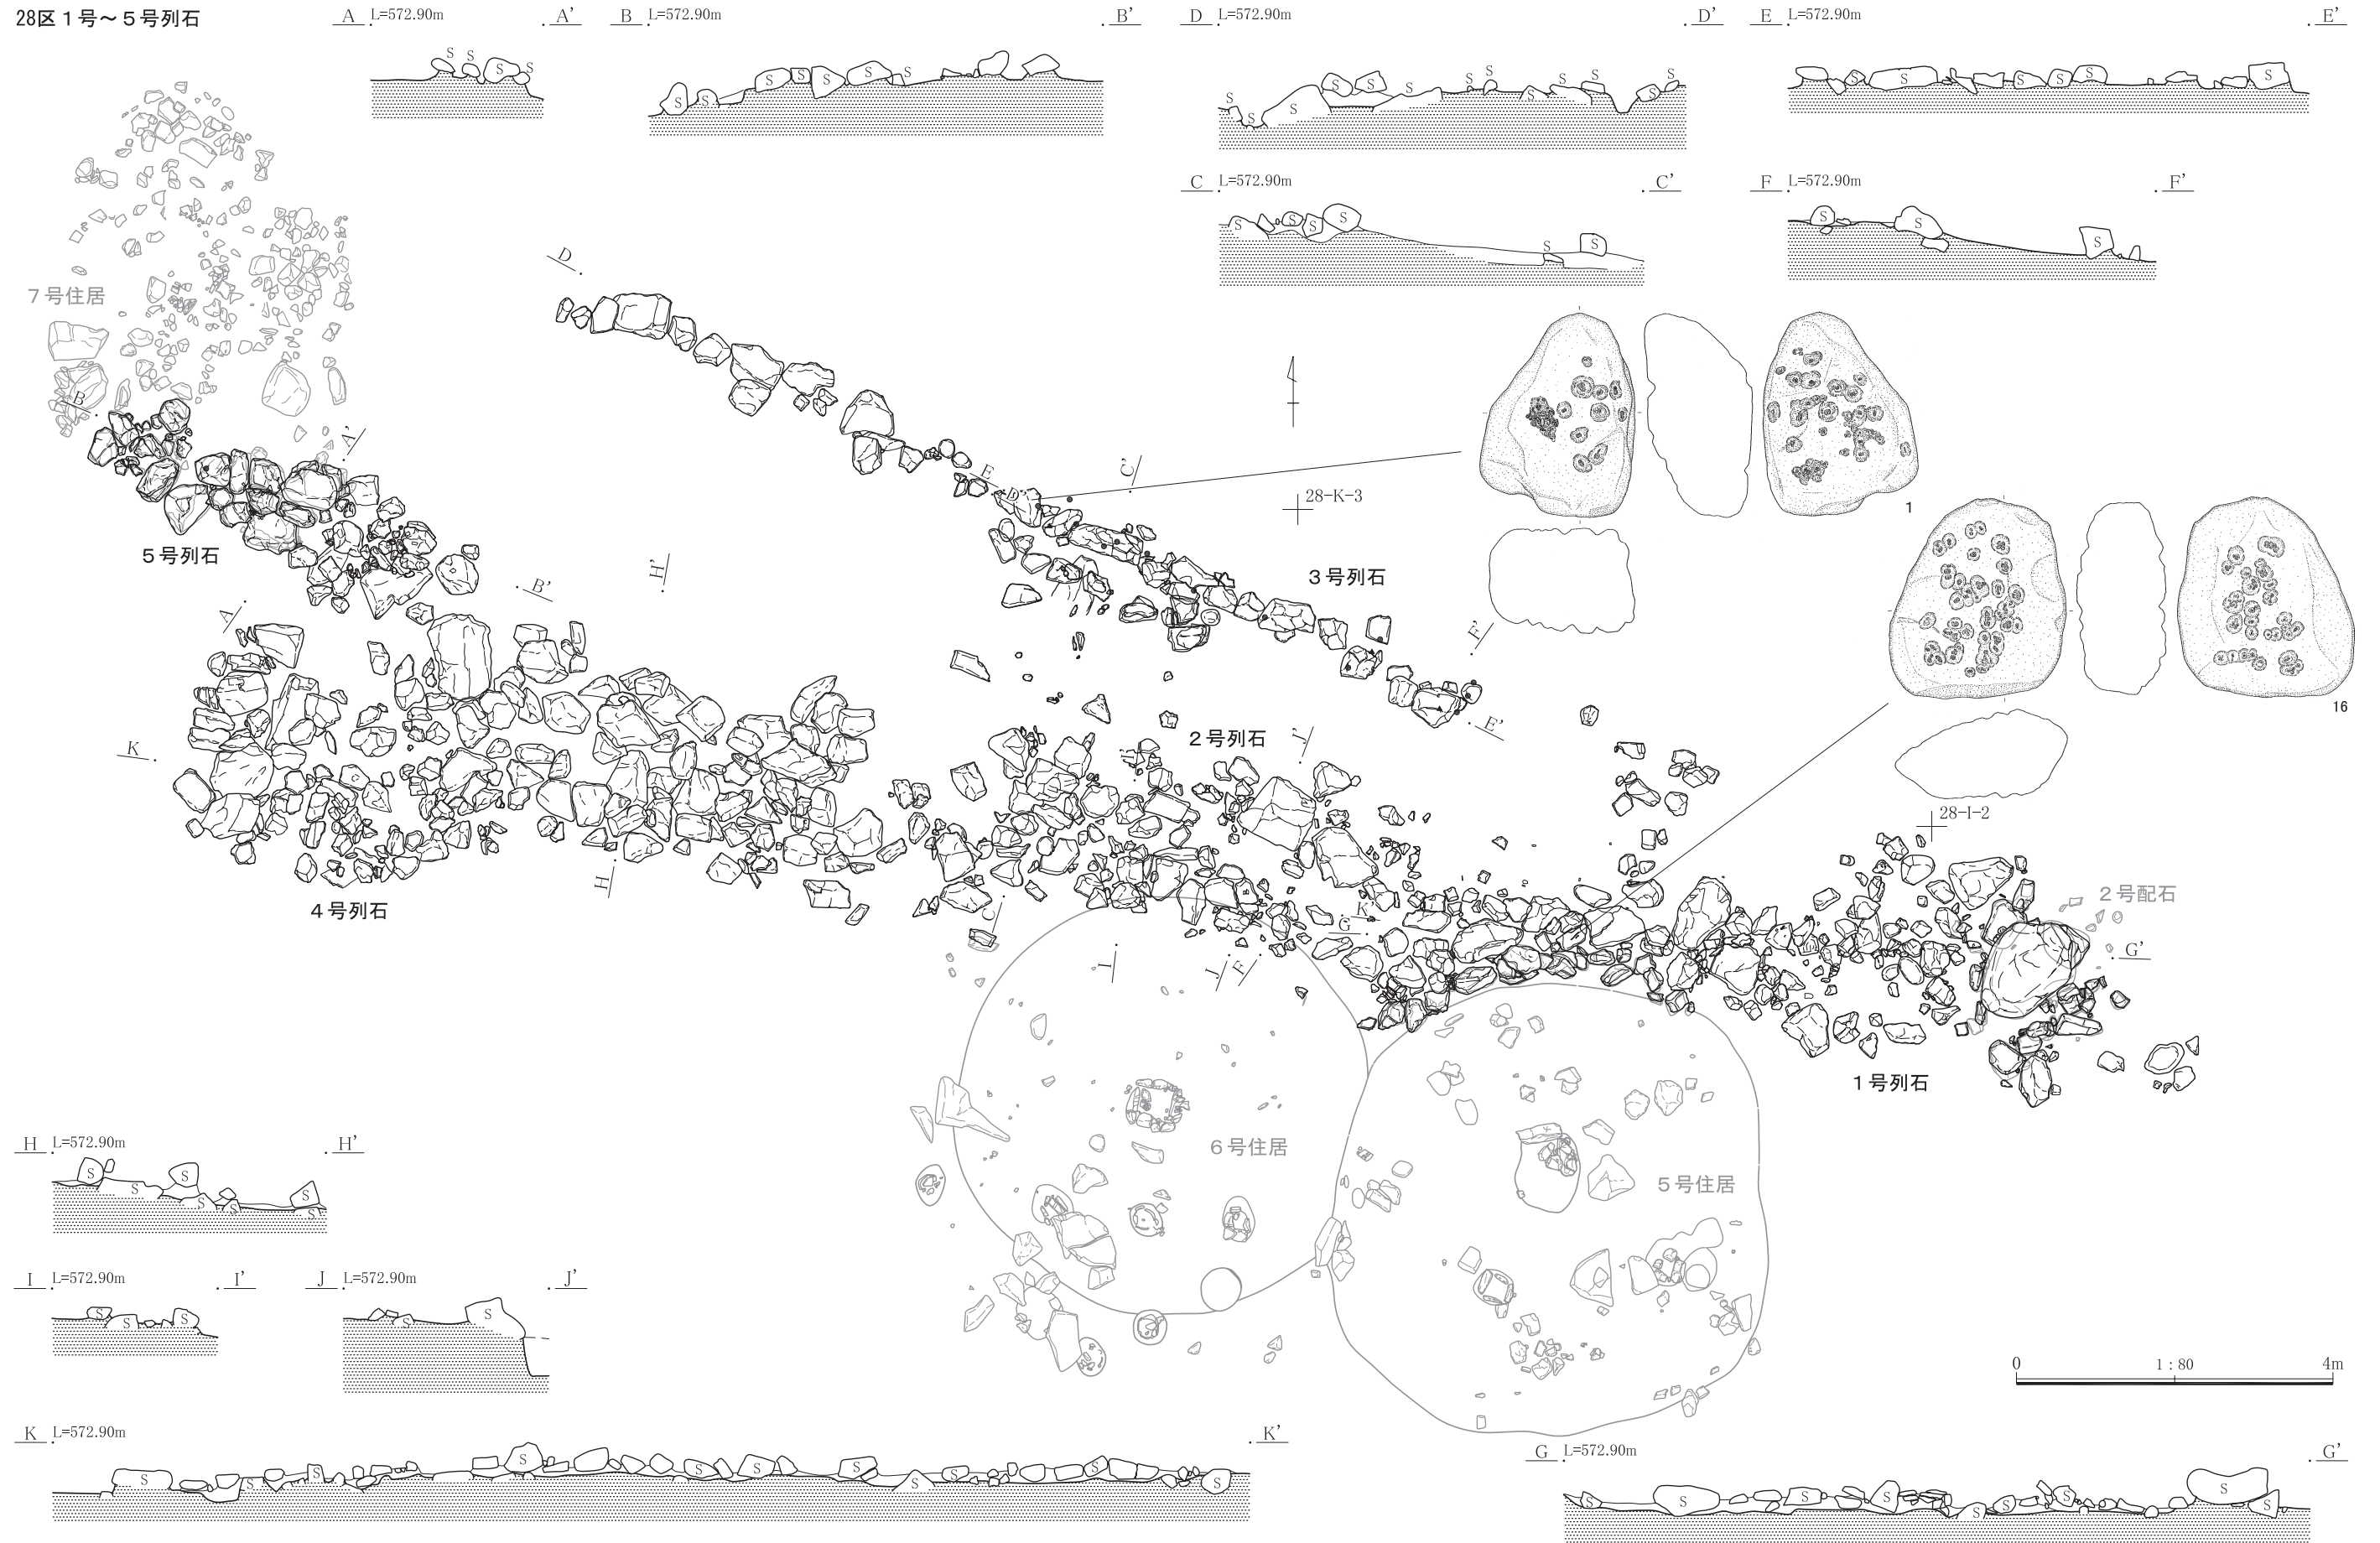 28区１号～５号列石
A L=572.90m A'
B L=572.90m B'
D L=572.90m D'
E L=572.90m E'
S S S S
S S S S S S S
S S S S S S S S S S S
S S S S S S
C L=572.90m C'
F L=572.90m F'
S S S S S S
S S S
７号住居
D
B
A'
E
D'
C'
28-K-3
1
５号列石
３号列石
B'
H'
A
F'
E'
16
K
２号列石
J'
28-I-2
H
４号列石
C
K'
G
２号配石
G'
I
J
F
１号列石
６号住居
５号住居
H L=572.90m H'
S S S S S S S
I L=572.90m I'
J L=572.90m J'
S S S
S S
0 1：80 4m
K L=572.90m K'
S S S S S S S S S S S
G L=572.90m G'
S S S S S S S S S